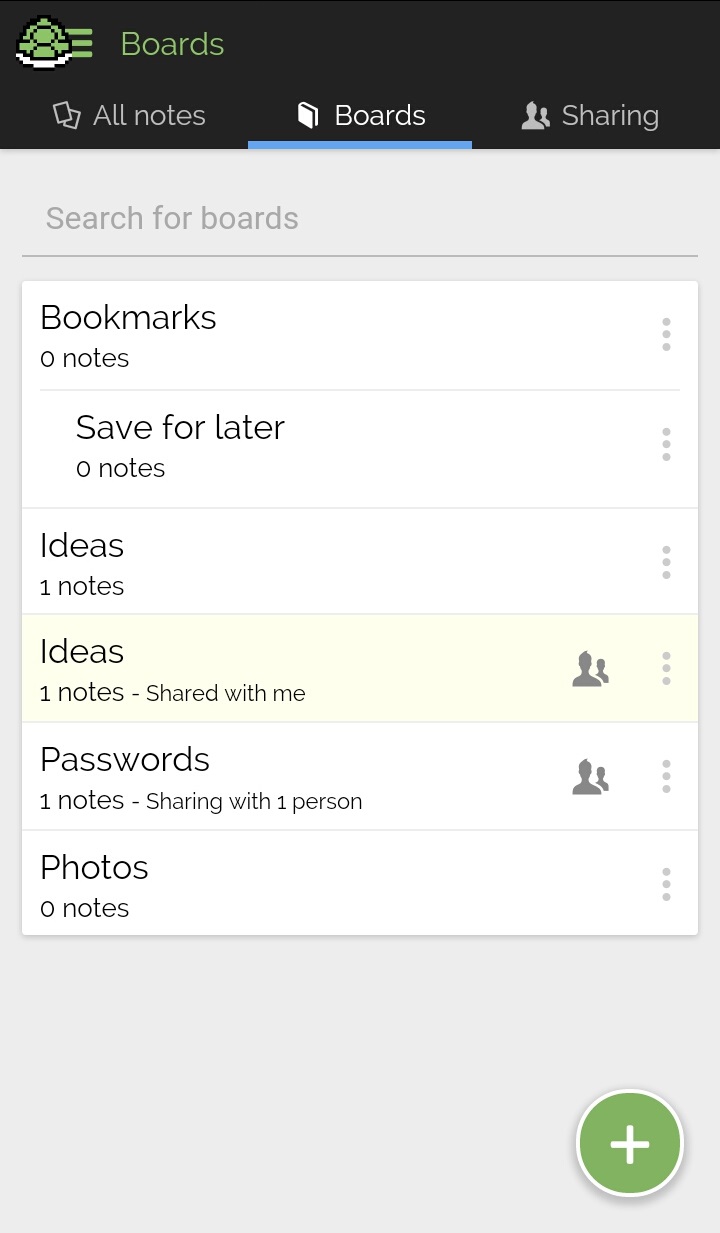 Boards
All notes
Boards
Sharing
Search for boards
Bookmarks
0 notes
Save for later
0 notes
Ideas
1 notes
Ideas
1 notes - Shared with me
Passwords
1 notes - Sharing with 1 person
Photos
0 notes